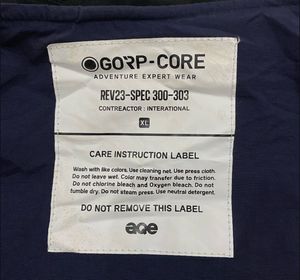 GORP-CORE
ADVENTURE EXPERT WEAR
REV23-SPEC 300-303
CONTREACTOR : INTERATIONAL
XL
CARE INSTRUCTION LABEL
Wash with like colors. Use cleaning net. Use press cloth.
Do not leave wet. Color may transfer due to friction.
Do not chlorine bleach and Oxygen bleach. Do not
tumble dry. Do not steam press. Use neutral detergent.
DO NOT REMOVE THIS LABEL
aqe